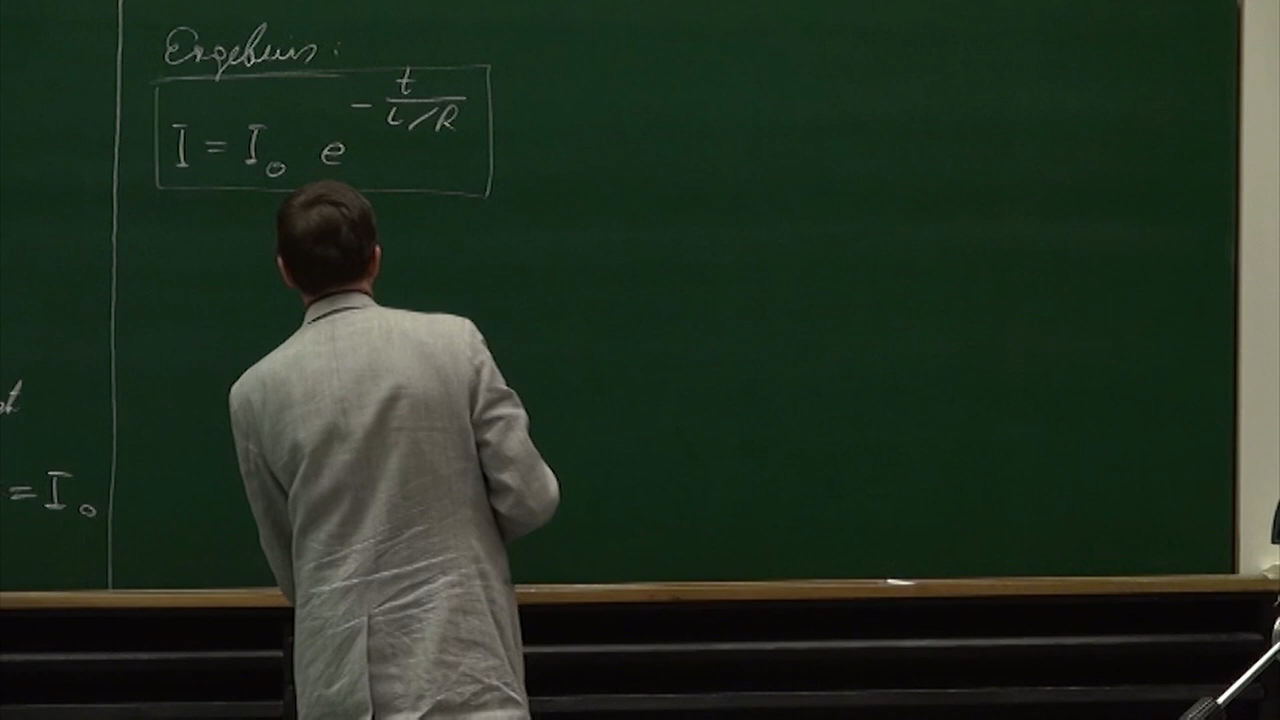 Ergebnis:
I = I₀ e^(-t/(L/R))
= I₀